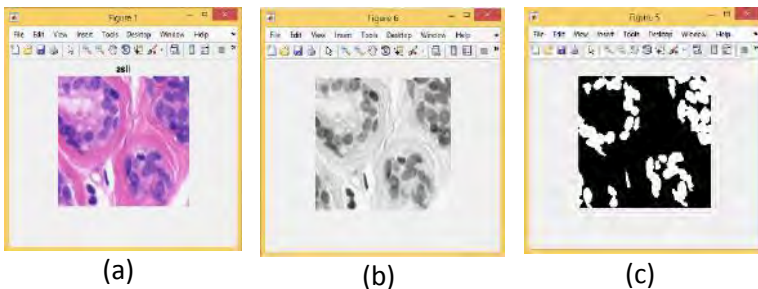 Figure 1
File Edit View Insert Tools Desktop Window Help
asli
(a)
Figure 6
File Edit View Insert Tools Desktop Window Help
(b)
Figure 5
File Edit View Insert Tools Desktop Window Help
(c)